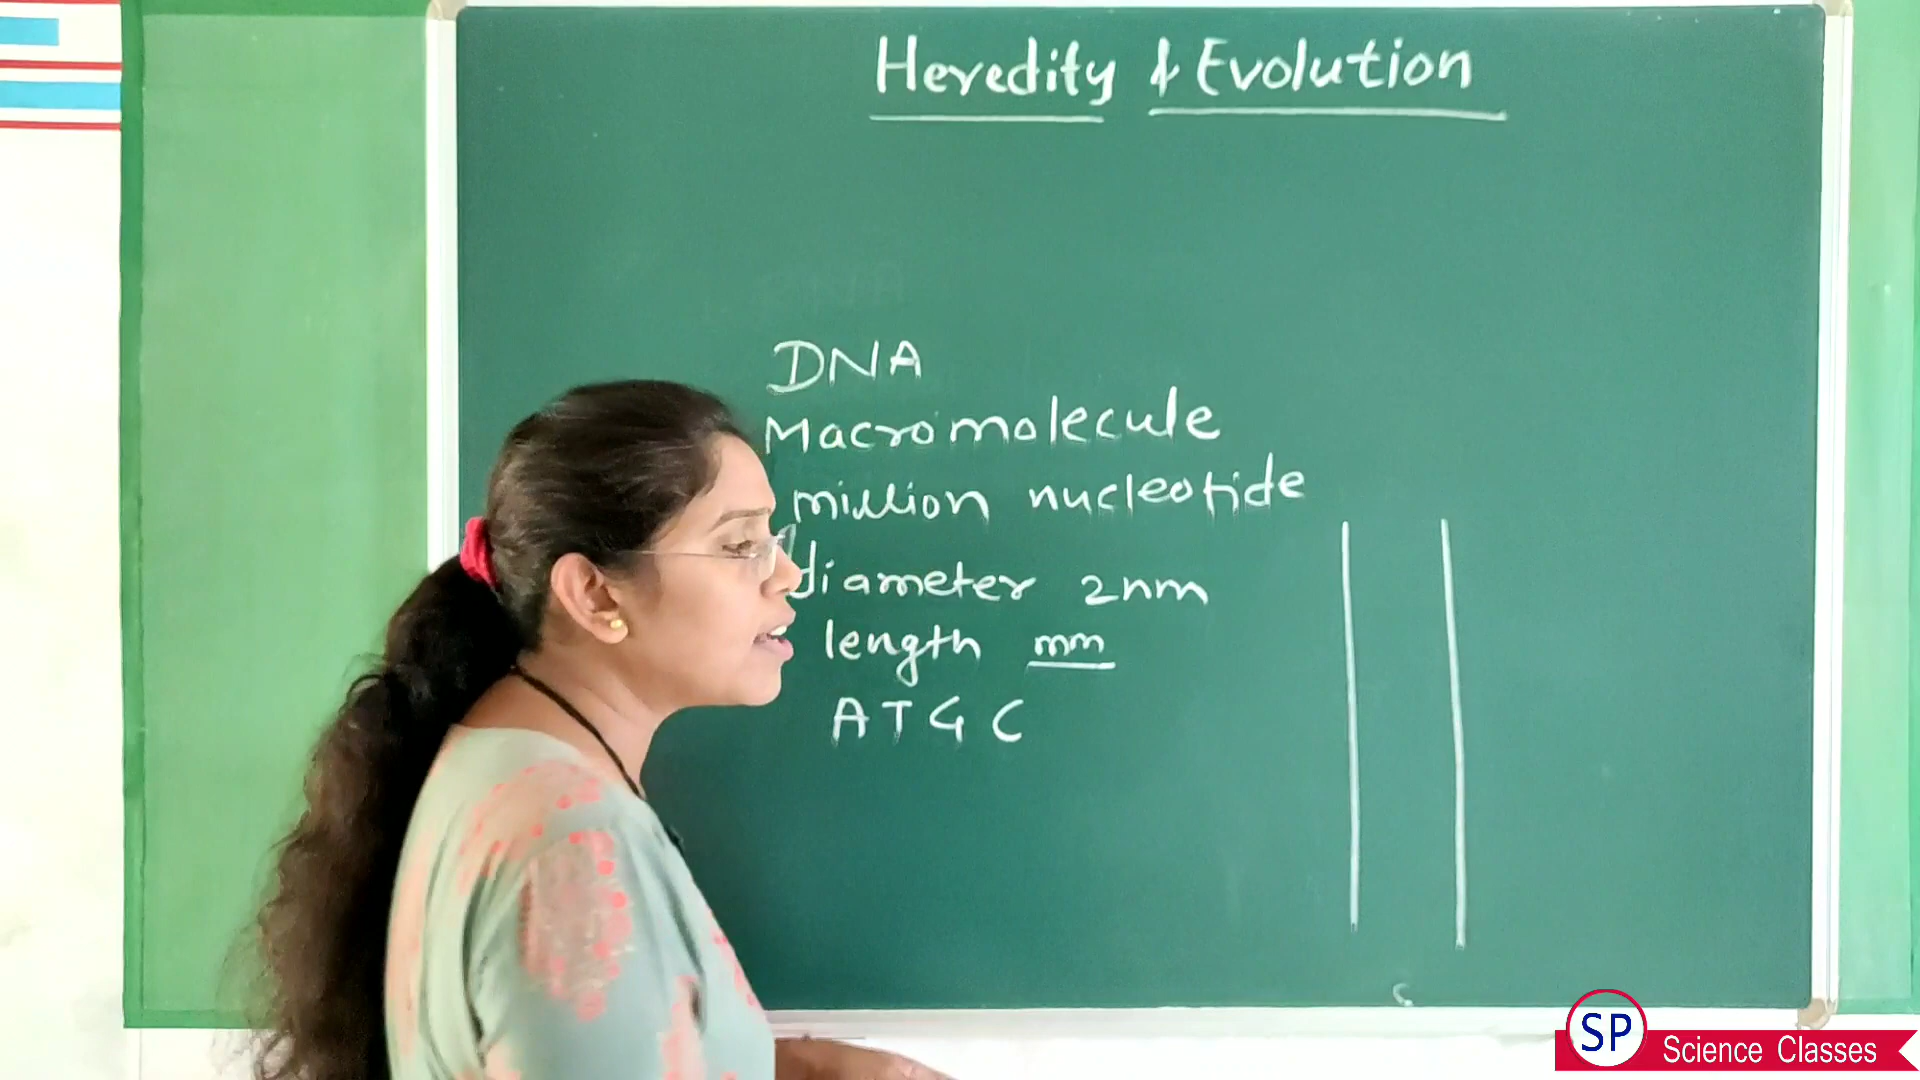 Heredity & Evolution
DNA
Macromolecule
million nucleotide
diameter 2nm
length mm
A T G C
SP
Science Classes